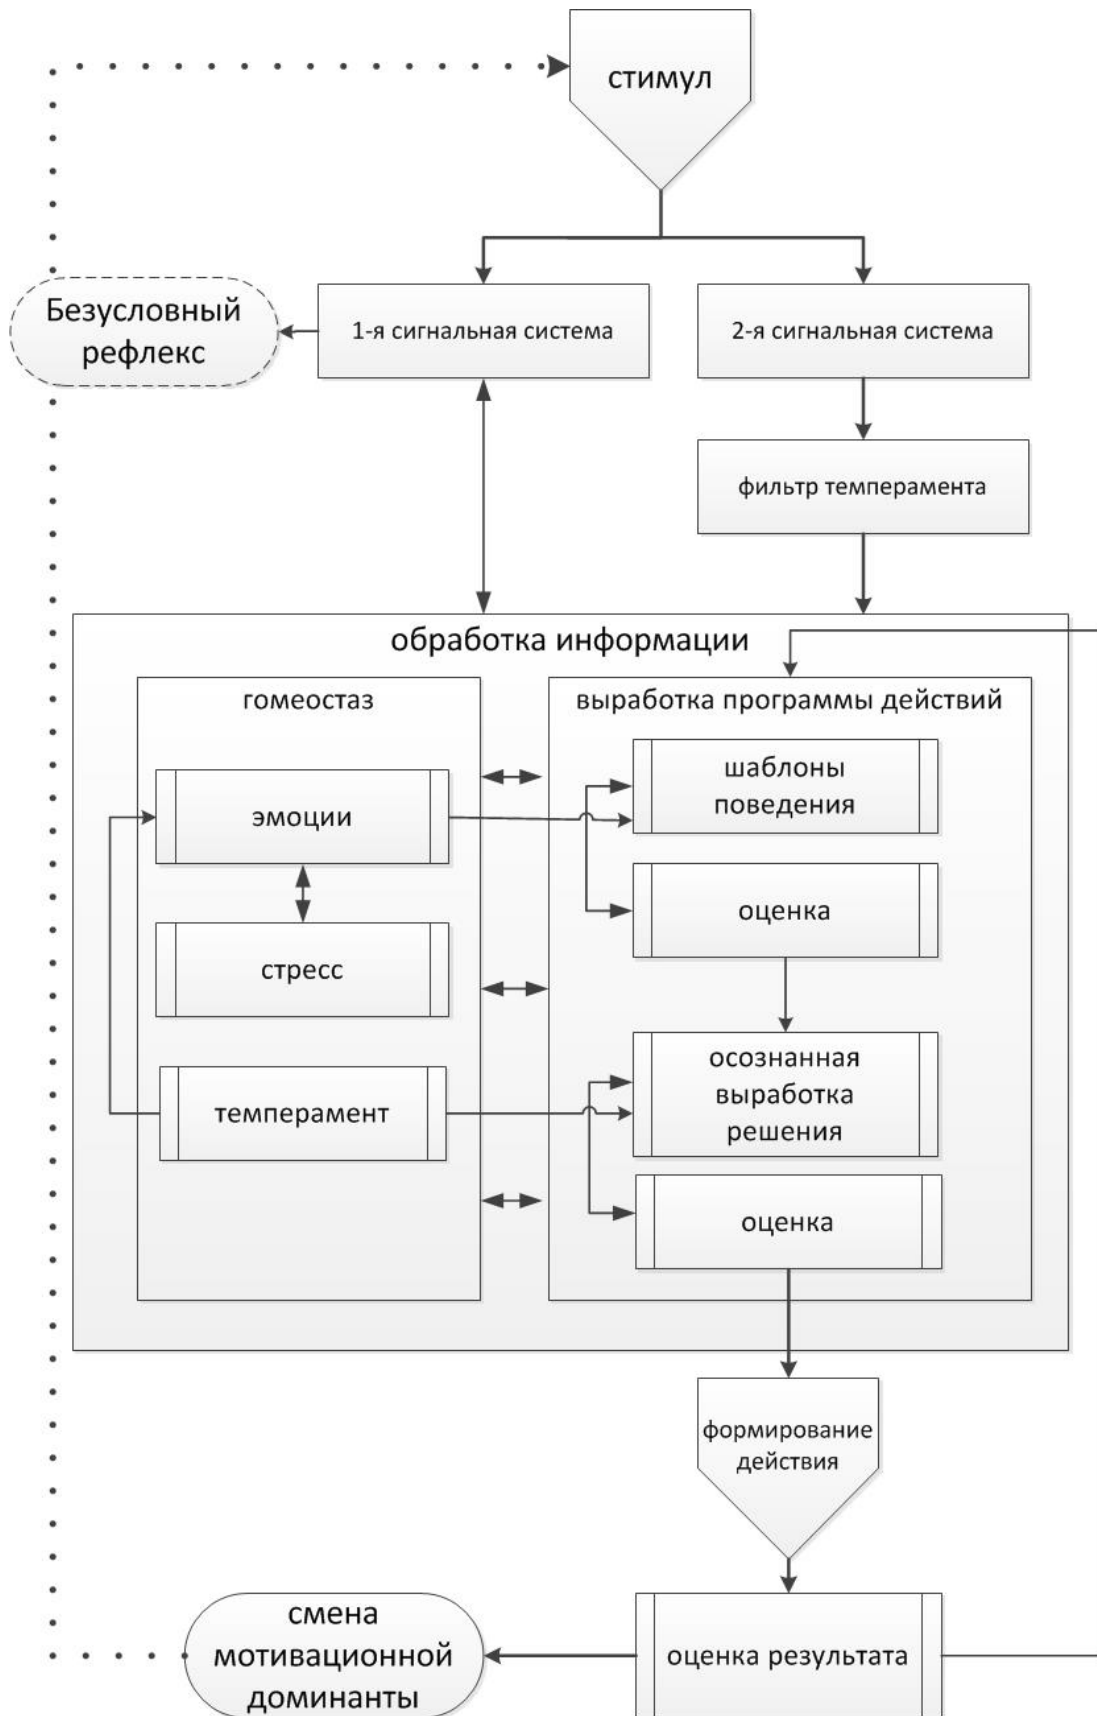 стимул
Безусловный
рефлекс
1-я сигнальная система
2-я сигнальная система
фильтр темперамента
обработка информации
гомеостаз
выработка программы действий
эмоции
шаблоны
поведения
оценка
стресс
темперамент
осознанная
выработка
решения
оценка
формирование
действия
смена
мотивационной
доминанты
оценка результата